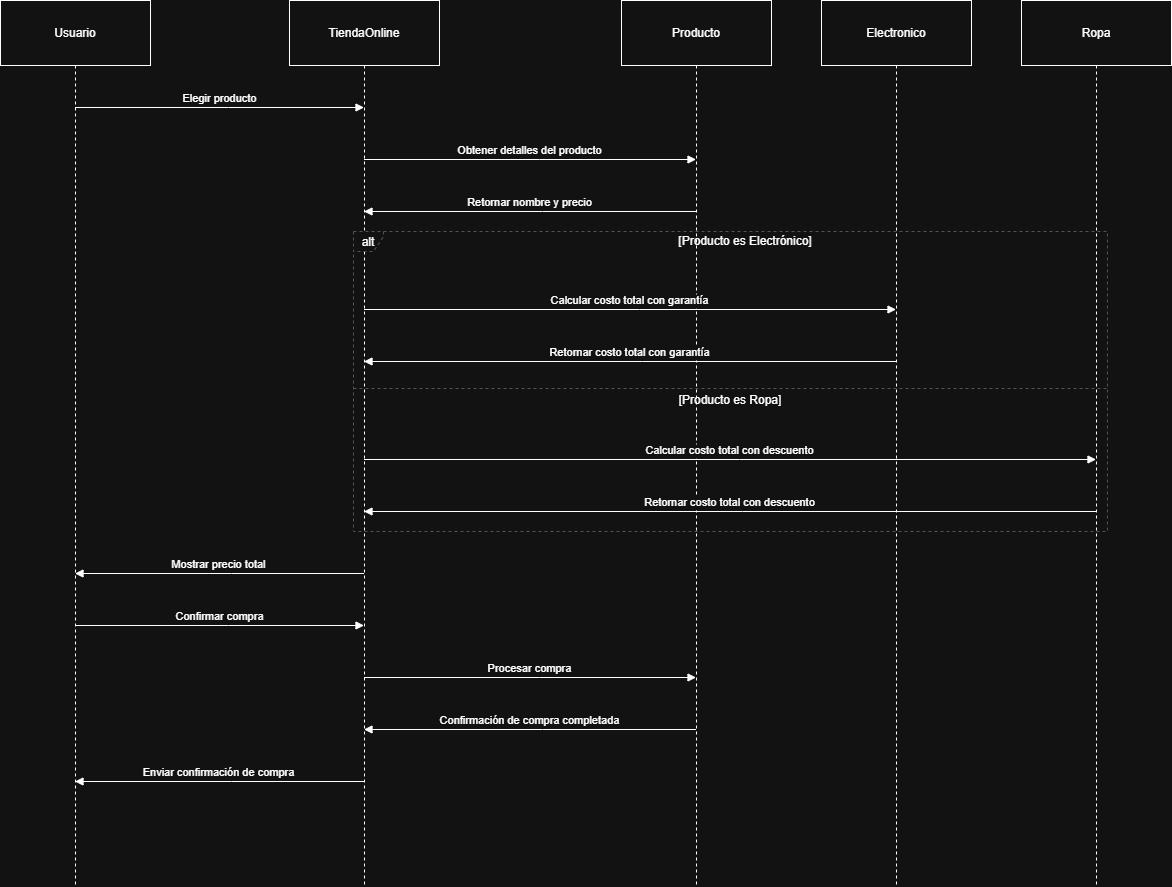 Usuario
TiendaOnline
Producto
Electronico
Ropa
Elegir producto
Obtener detalles del producto
Retornar nombre y precio
alt
[Producto es Electrónico]
Calcular costo total con garantía
Retornar costo total con garantía
[Producto es Ropa]
Calcular costo total con descuento
Retornar costo total con descuento
Mostrar precio total
Confirmar compra
Procesar compra
Confirmación de compra completada
Enviar confirmación de compra